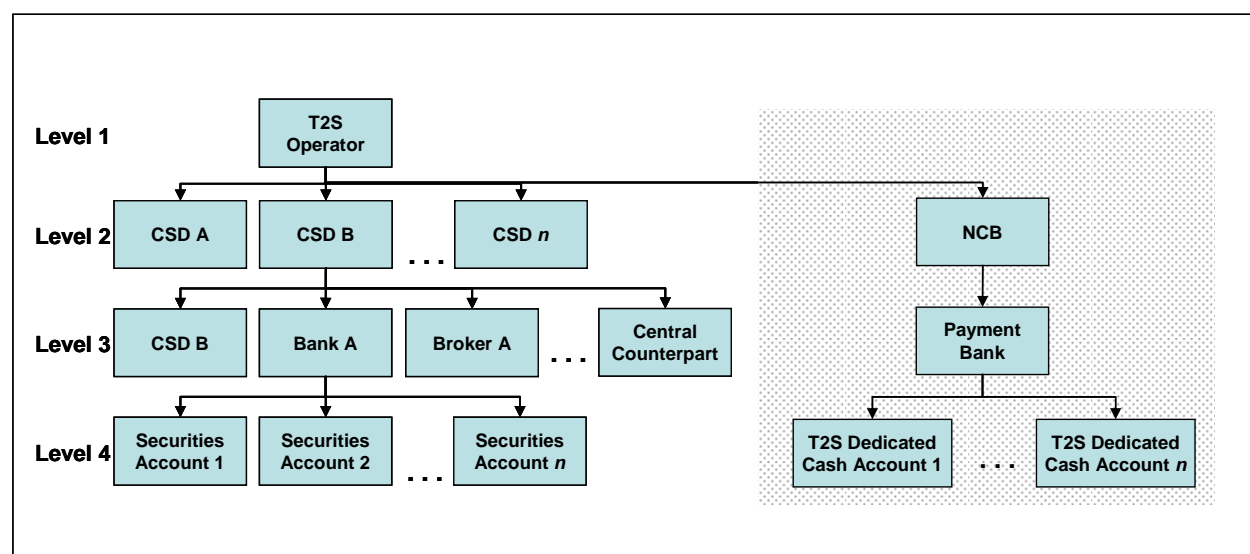 Level 1
T2S
Operator
Level 2
CSD A
CSD B
. . .
CSD n
NCB
Level 3
CSD B
Bank A
Broker A
. . .
Central
Counterpart
Payment
Bank
Level 4
Securities
Account 1
Securities
Account 2
. . .
Securities
Account n
T2S Dedicated
Cash Account 1
. . .
T2S Dedicated
Cash Account n